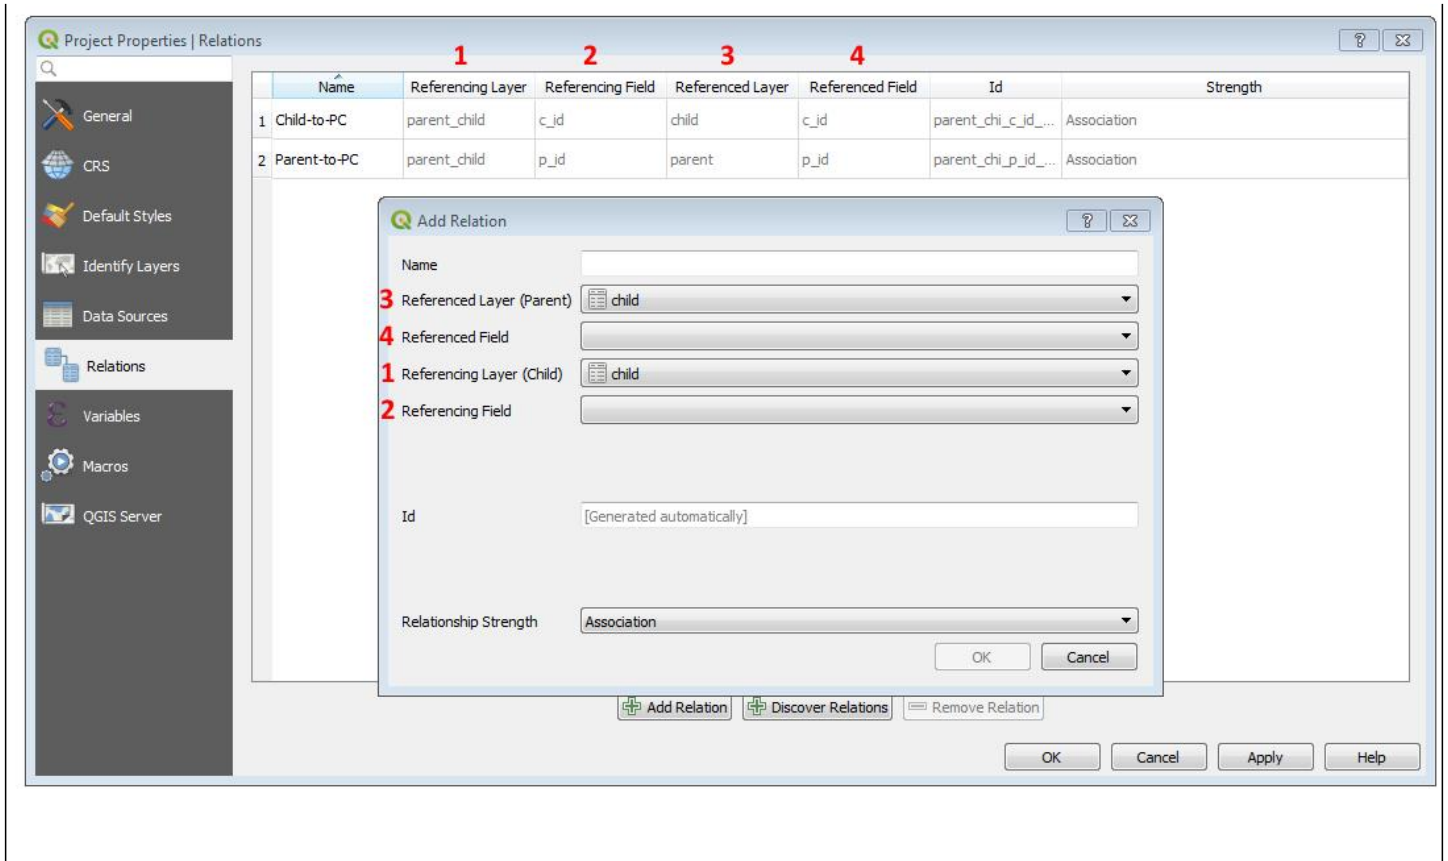 Project Properties | Relations
1 2 3 4
Name Referencing Layer Referencing Field Referenced Layer Referenced Field Id Strength
1 Child-to-PC parent_child c_id child c_id parent_chi_c_id_... Association
2 Parent-to-PC parent_child p_id parent p_id parent_chi_p_id_... Association
General
CRS
Default Styles
Identify Layers
Data Sources
Relations
Variables
Macros
QGIS Server
Add Relation
Name
3 Referenced Layer (Parent) child
4 Referenced Field
1 Referencing Layer (Child) child
2 Referencing Field
Id [Generated automatically]
Relationship Strength Association
OK Cancel
Add Relation Discover Relations Remove Relation
OK Cancel Apply Help